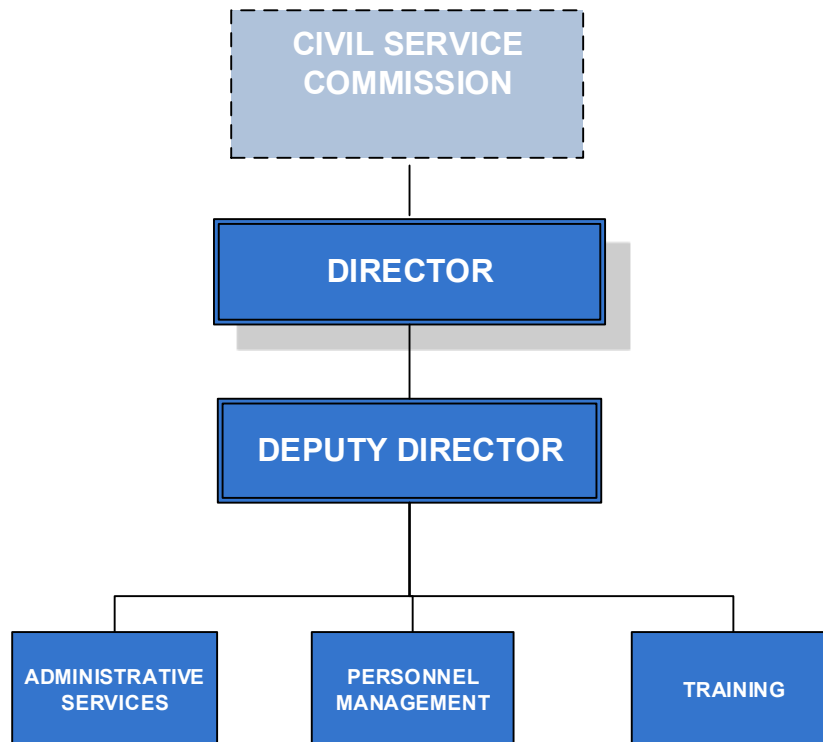 CIVIL SERVICE
COMMISSION
DIRECTOR
DEPUTY DIRECTOR
ADMINISTRATIVE
SERVICES
PERSONNEL
MANAGEMENT
TRAINING